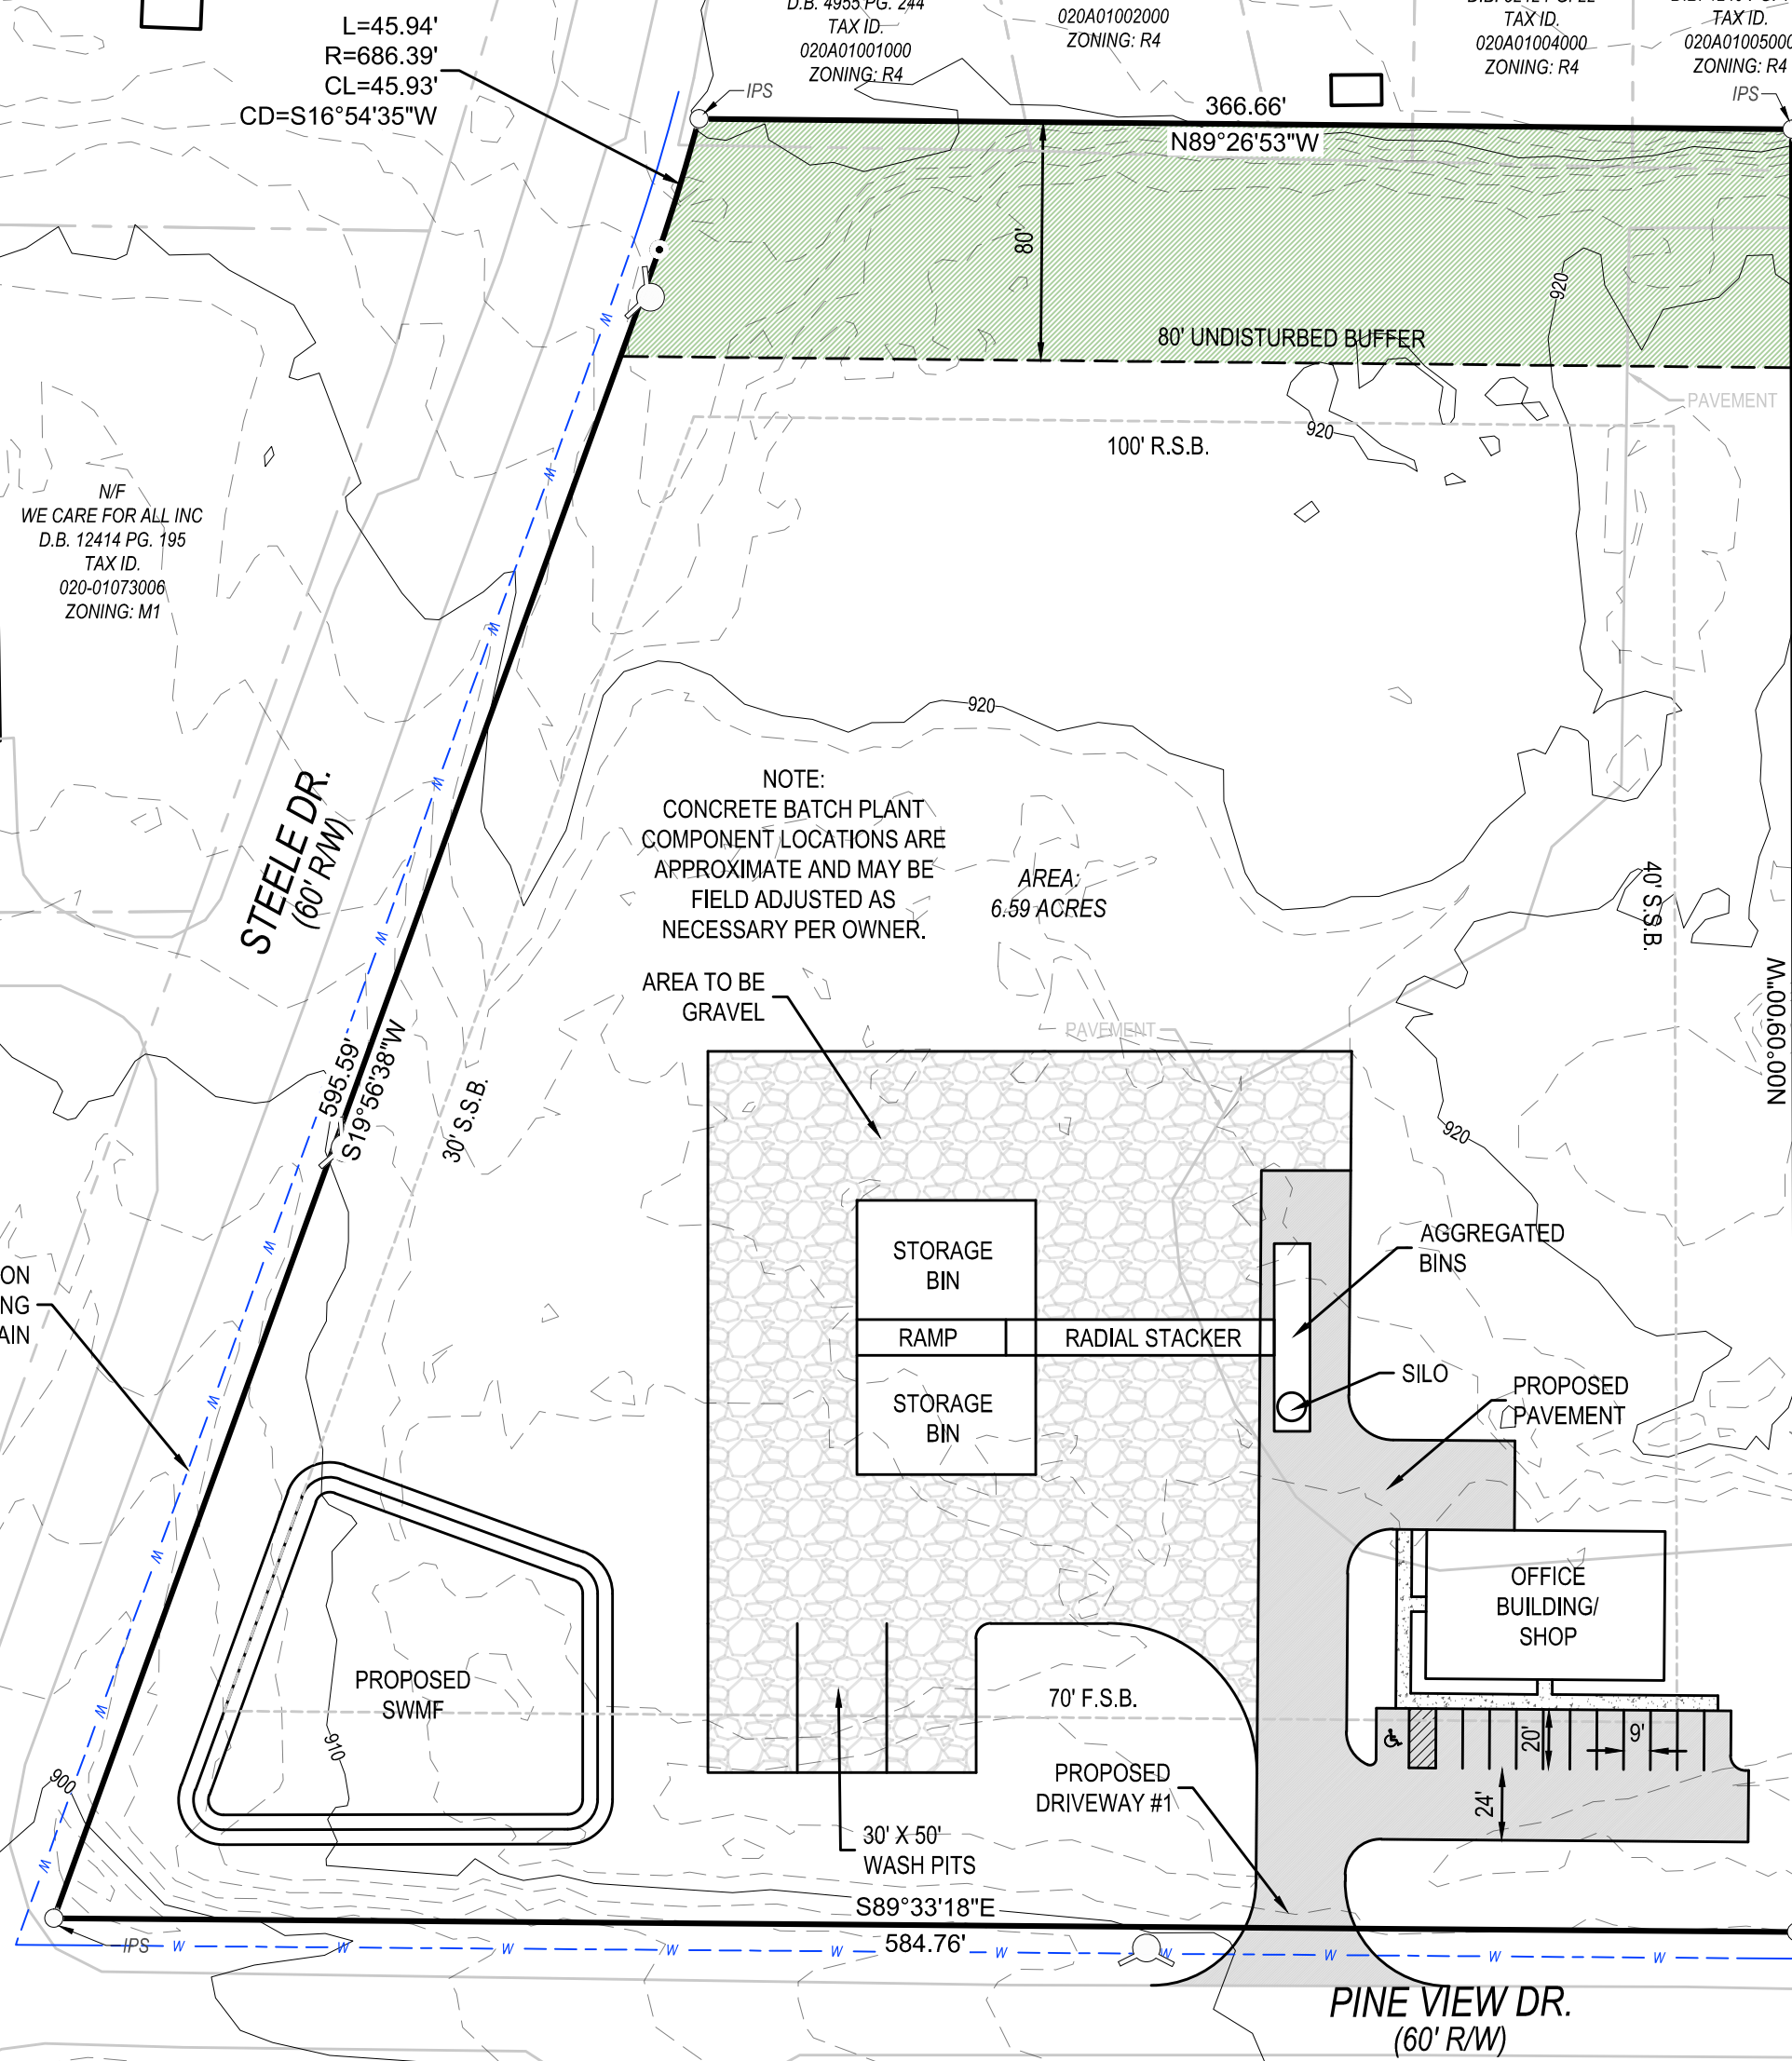 L=45.94'
R=686.39'
CL=45.93'
CD=S16°54'35"W
D.B. 4955 PG. 244
TAX ID.
020A01001000
ZONING: R4
020A01002000
ZONING: R4
TAX ID.
020A01004000
ZONING: R4
TAX ID.
020A01005000
ZONING: R4
IPS
IPS
366.66'
N89°26'53"W
80'
80' UNDISTURBED BUFFER
920
920
PAVEMENT
100' R.S.B.
N/F
WE CARE FOR ALL INC
D.B. 12414 PG. 195
TAX ID.
020-01073006
ZONING: M1
W
W
W
W
W
W
W
W
W
W
W
920
STEELE DR.
(60' R/W)
NOTE:
CONCRETE BATCH PLANT
COMPONENT LOCATIONS ARE
APPROXIMATE AND MAY BE
FIELD ADJUSTED AS
NECESSARY PER OWNER.
AREA:
6.59 ACRES
40' S.S.B.
N00°09'00"W
AREA TO BE
GRAVEL
PAVEMENT
595.59'
S19°56'38"W
30' S.S.B.
920
STORAGE
BIN
RAMP
RADIAL STACKER
STORAGE
BIN
AGGREGATED
BINS
SILO
PROPOSED
PAVEMENT
ON
NG
AIN
OFFICE
BUILDING/
SHOP
PROPOSED
SWMF
910
900
70' F.S.B.
20'
9'
24'
PROPOSED
DRIVEWAY #1
30' X 50'
WASH PITS
S89°33'18"E
584.76'
IPS
W
W
W
W
W
W
W
W
W
W
PINE VIEW DR.
(60' R/W)